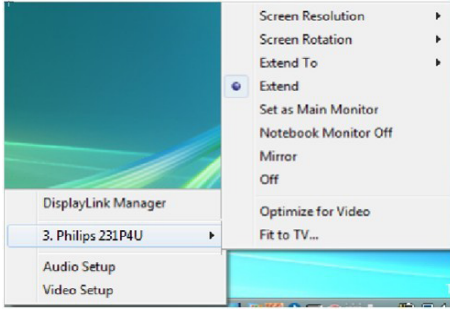 Screen Resolution
Screen Rotation
Extend To
Extend
Set as Main Monitor
Notebook Monitor Off
Mirror
Off
Optimize for Video
Fit to TV...
DisplayLink Manager
3. Philips 231P4U
Audio Setup
Video Setup